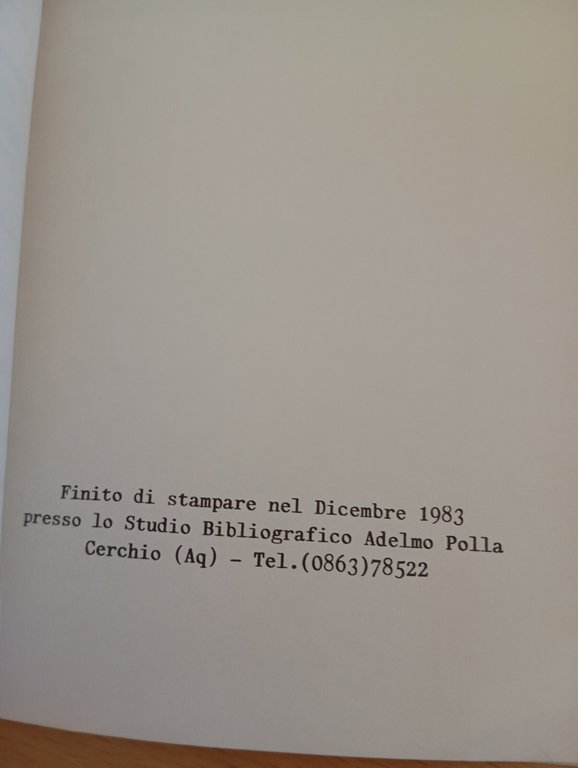 Finito di stampare nel Dicembre 1983
presso lo Studio Bibliografico Adelmo Polla
Cerchio (Aq) - Tel.(0863)78522